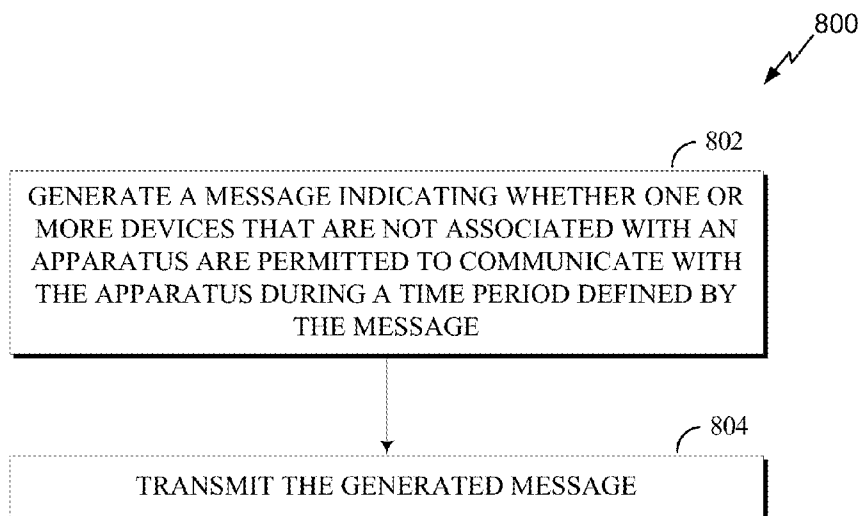 800
802
GENERATE A MESSAGE INDICATING WHETHER ONE OR
MORE DEVICES THAT ARE NOT ASSOCIATED WITH AN
APPARATUS ARE PERMITTED TO COMMUNICATE WITH
THE APPARATUS DURING A TIME PERIOD DEFINED BY
THE MESSAGE
804
TRANSMIT THE GENERATED MESSAGE